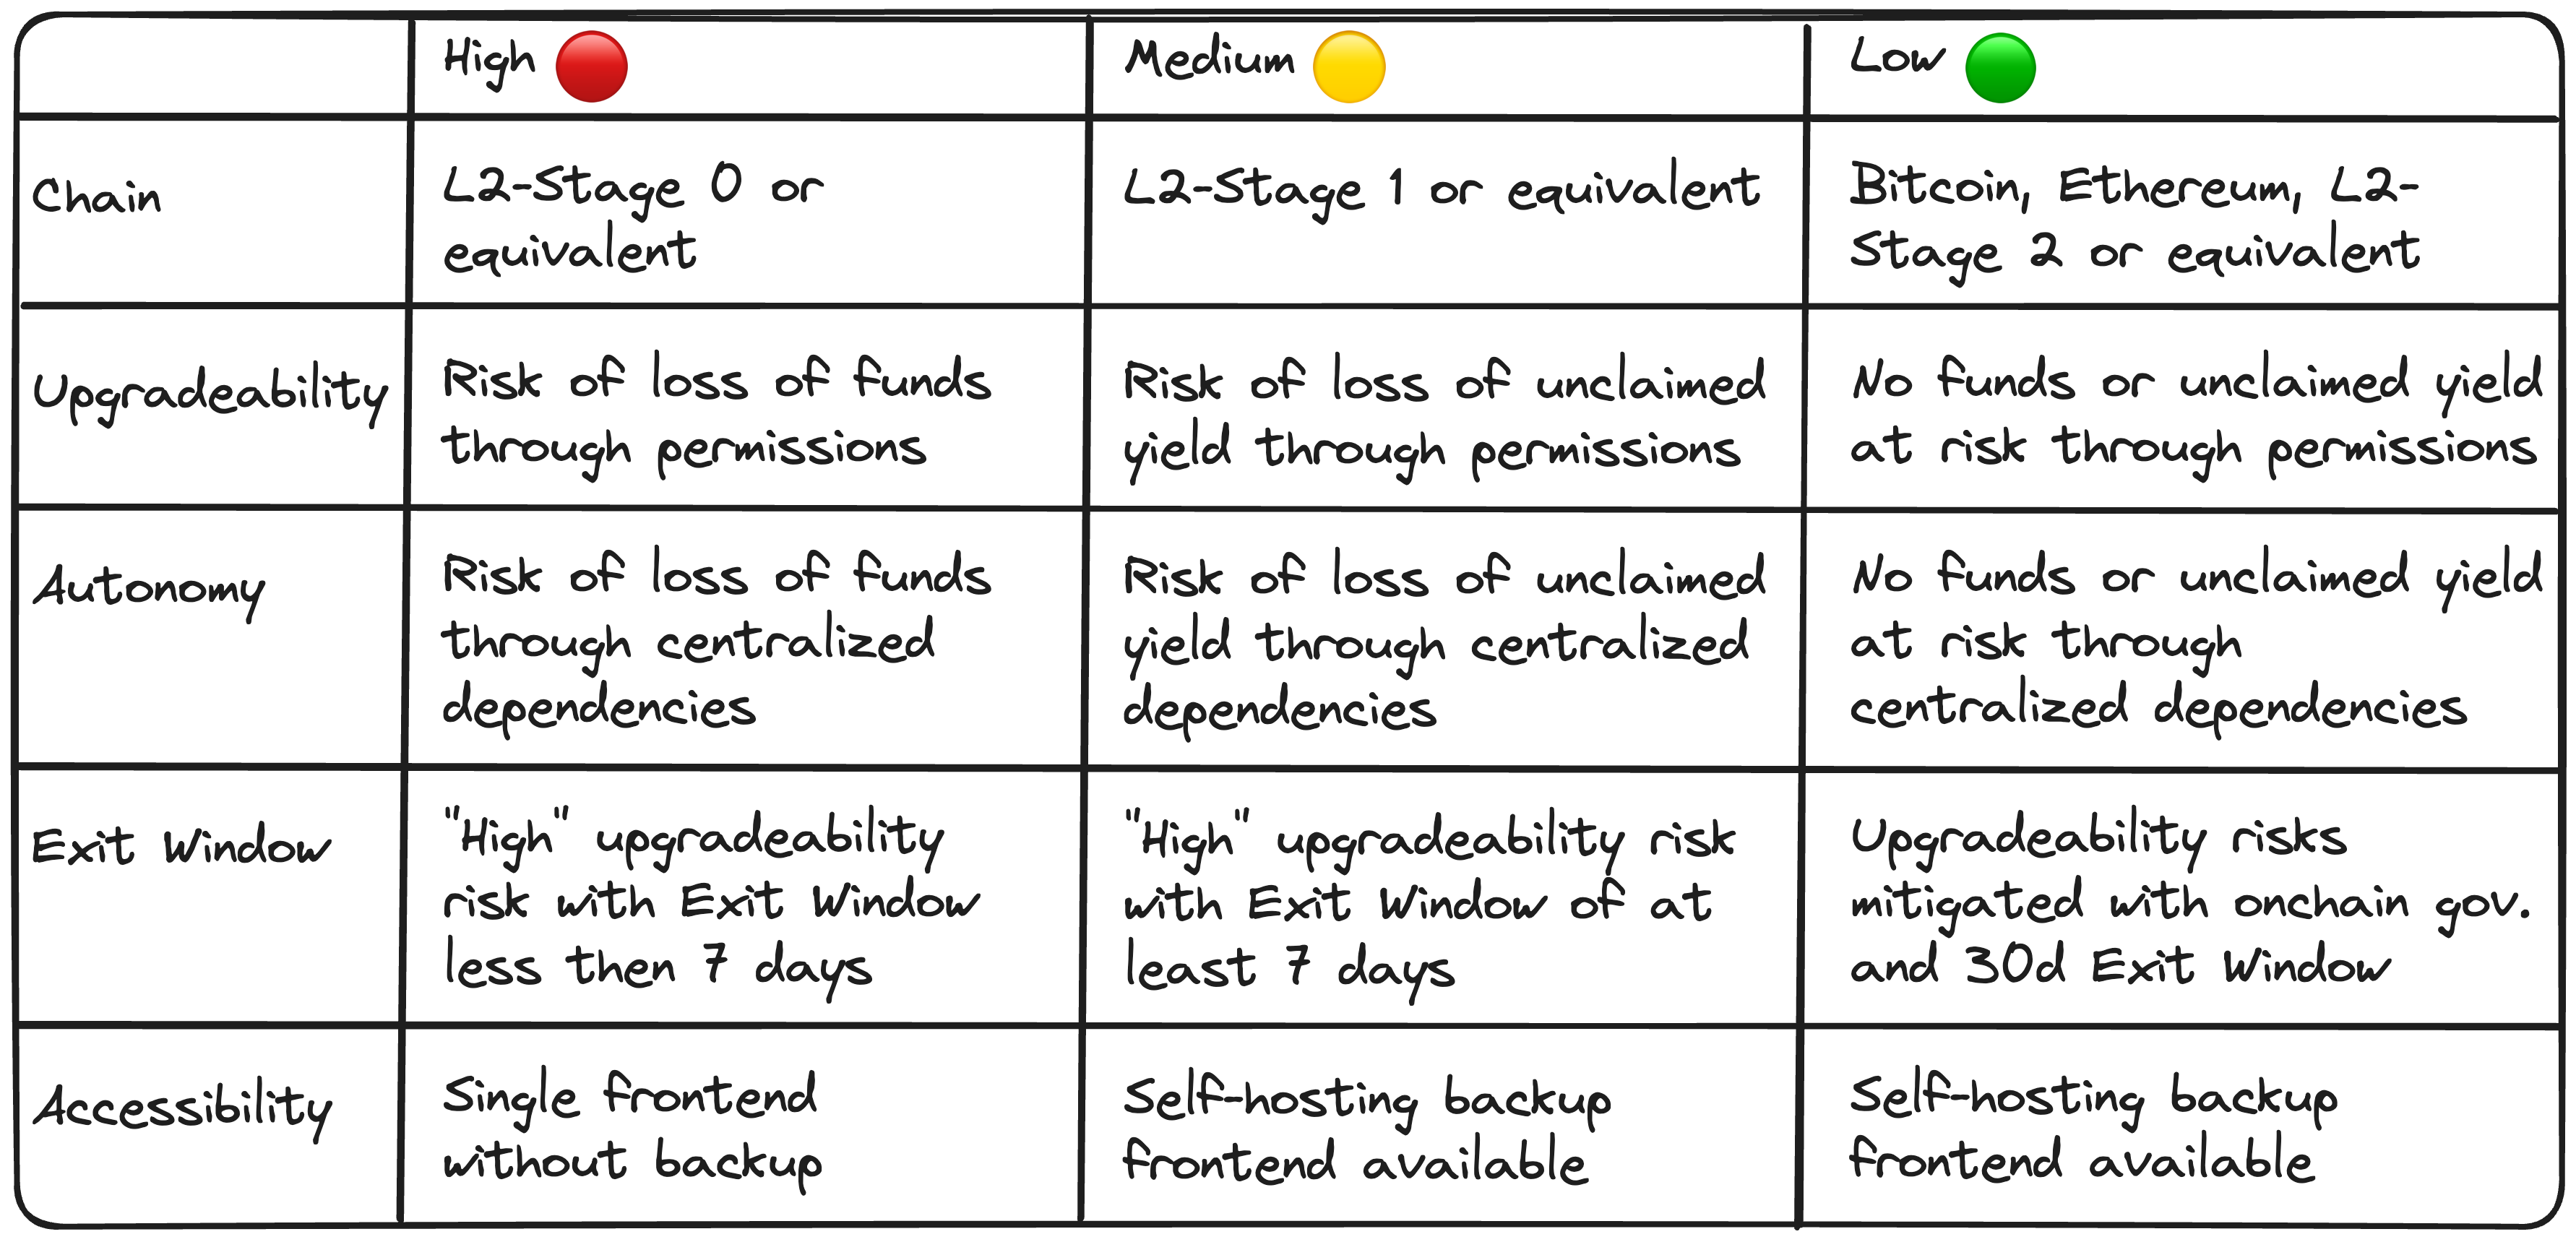 High
Medium
Low
Chain
L2-Stage 0 or
equivalent
L2-Stage 1 or equivalent
Bitcoin, Ethereum, L2-
Stage 2 or equivalent
Upgradeability
Risk of loss of funds
through permissions
Risk of loss of unclaimed
yield through permissions
No funds or unclaimed yield
at risk through permissions
Autonomy
Risk of loss of funds
through centralized
dependencies
Risk of loss of unclaimed
yield through centralized
dependencies
No funds or unclaimed yield
at risk through
centralized dependencies
Exit Window
"High" upgradeability
risk with Exit Window
less then 7 days
"High" upgradeability risk
with Exit Window of at
least 7 days
Upgradeability risks
mitigated with onchain gov.
and 30d Exit Window
Accessibility
Single frontend
without backup
Self-hosting backup
frontend available
Self-hosting backup
frontend available